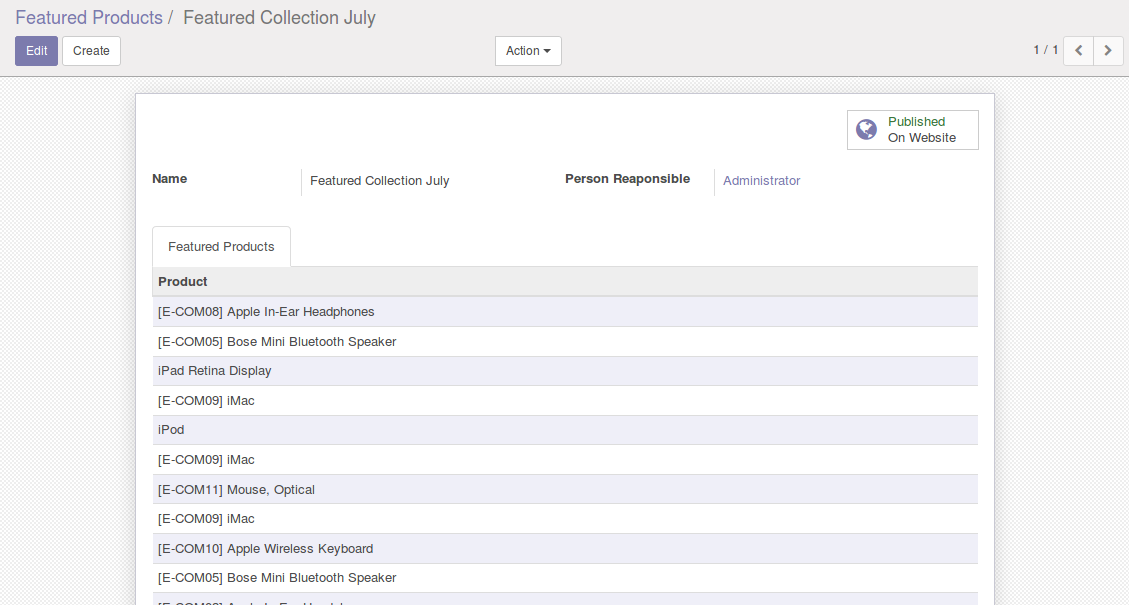 Featured Products / Featured Collection July
Edit Create Action 1 / 1
Published
On Website
Name Featured Collection July Person Reaponsible Administrator
Featured Products
Product
[E-COM08] Apple In-Ear Headphones
[E-COM05] Bose Mini Bluetooth Speaker
iPad Retina Display
[E-COM09] iMac
iPod
[E-COM09] iMac
[E-COM11] Mouse, Optical
[E-COM09] iMac
[E-COM10] Apple Wireless Keyboard
[E-COM05] Bose Mini Bluetooth Speaker